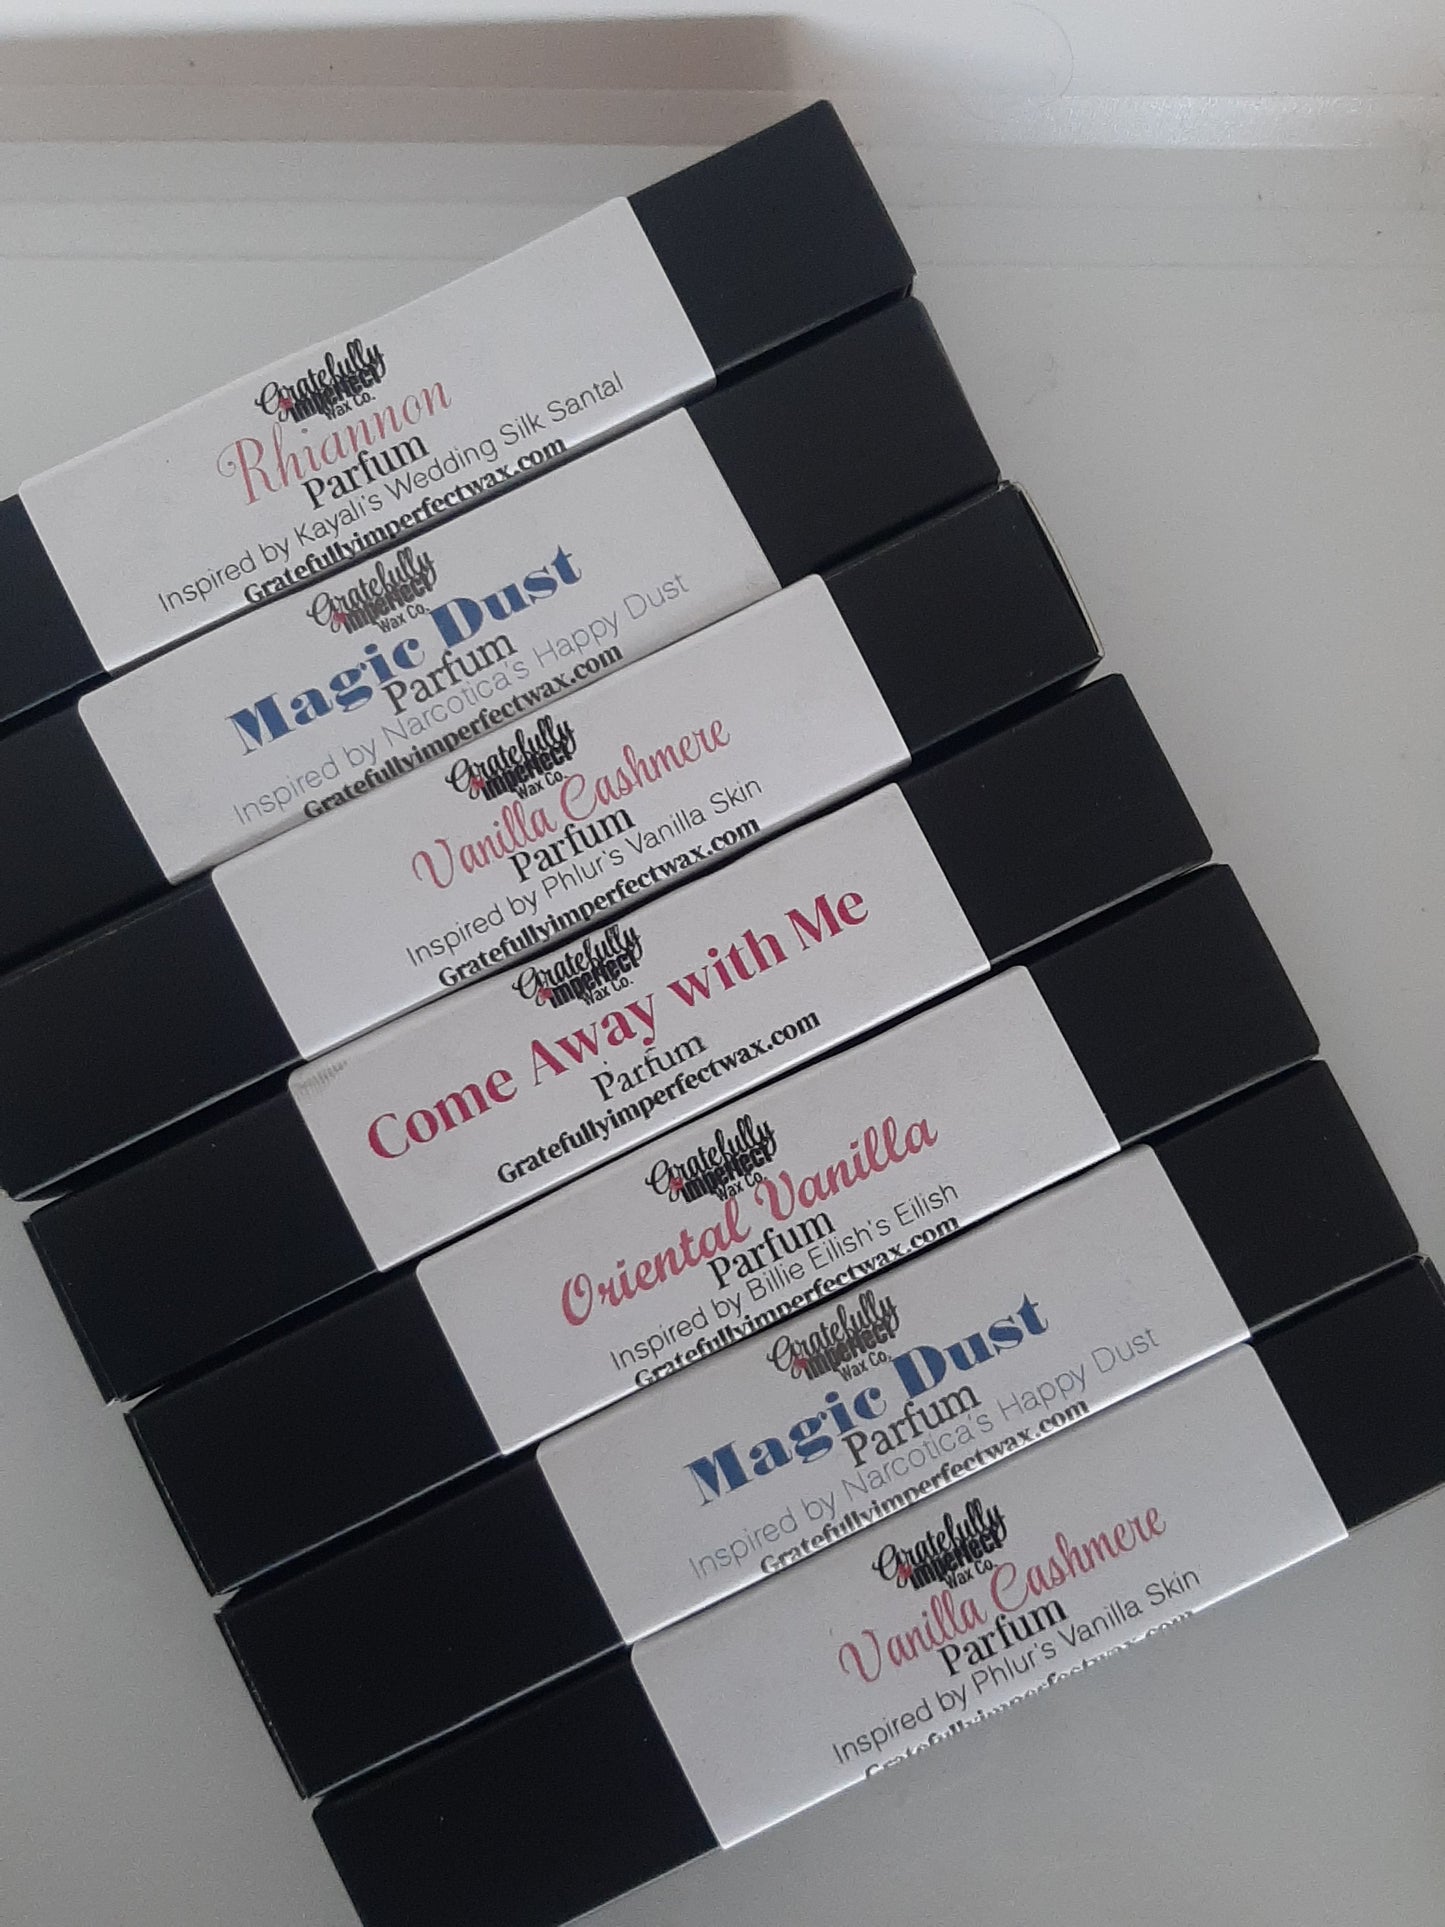 Gratefully
imperfect
Wax Co.
Rhiannon
Parfum
Inspired by Kayali's Wedding Silk Santal
Gratefullyimperfectwax.com
Gratefully
imperfect
Wax Co.
Magic Dust
Parfum
Inspired by Narcotica's Happy Dust
Gratefullyimperfectwax.com
Gratefully
imperfect
Wax Co.
Vanilla Cashmere
Parfum
Inspired by Phlur's Vanilla Skin
Gratefullyimperfectwax.com
Gratefully
imperfect
Wax Co.
Come Away with Me
Parfum
Gratefullyimperfectwax.com
Gratefully
imperfect
Wax Co.
Oriental Vanilla
Parfum
Inspired by Billie Eilish's Eilish
Gratefullyimperfectwax.com
Gratefully
imperfect
Wax Co.
Magic Dust
Parfum
Inspired by Narcotica's Happy Dust
Gratefullyimperfectwax.com
Gratefully
imperfect
Wax Co.
Vanilla Cashmere
Parfum
Inspired by Phlur's Vanilla Skin
Gratefullyimperfectwax.com